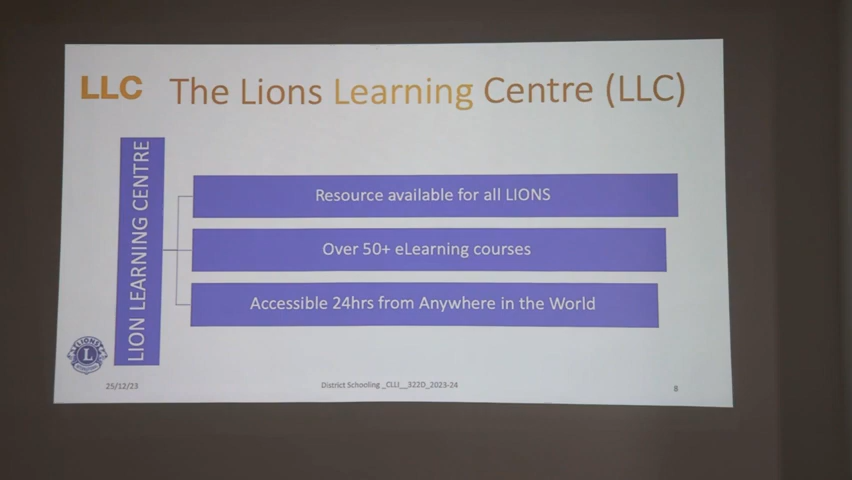 LLC The Lions Learning Centre (LLC)
LION LEARNING CENTRE
Resource available for all LIONS
Over 50+ eLearning courses
Accessible 24hrs from Anywhere in the World
LIONS
L
25/12/23
District Schooling _CLLI__322D_2023-24
8